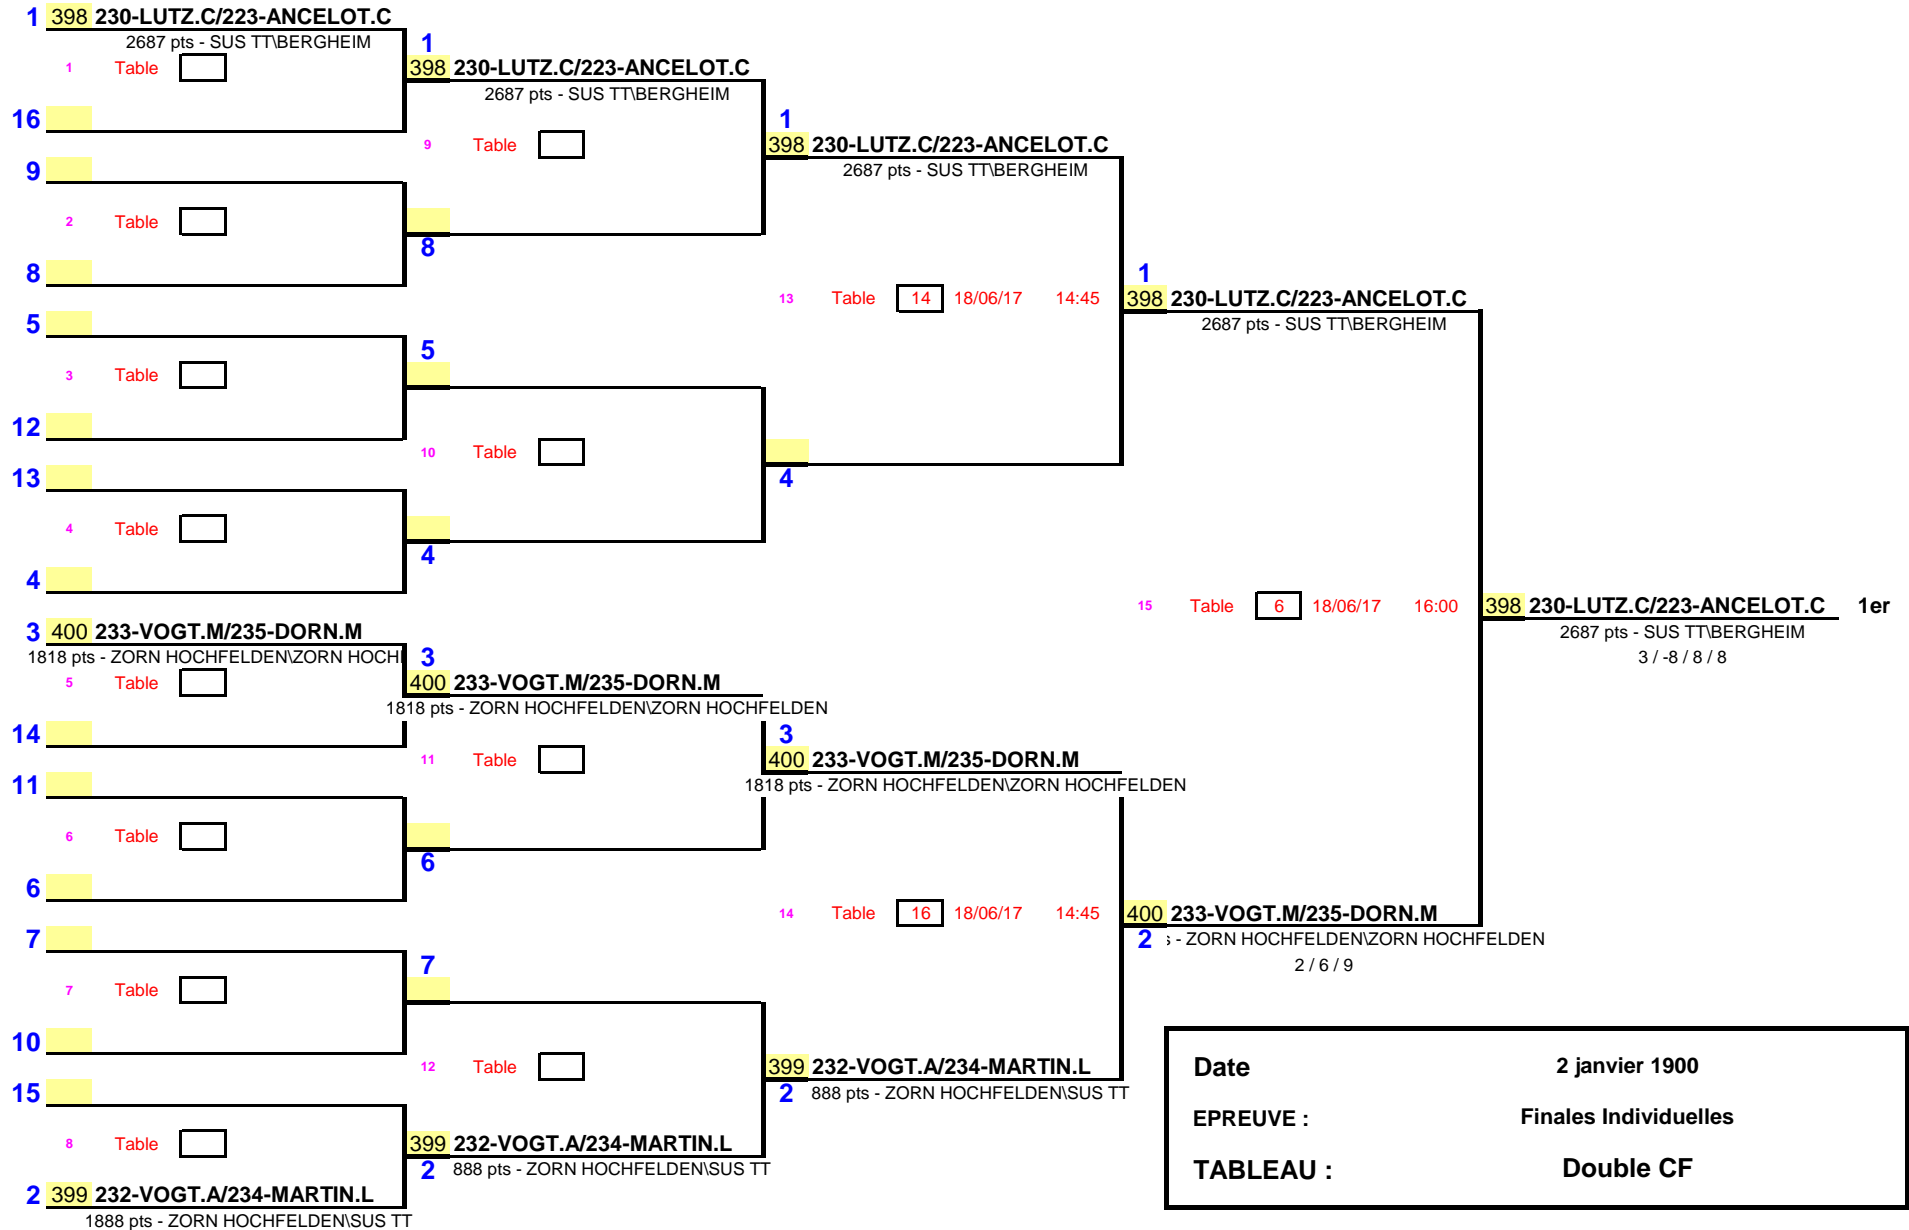 1 398 230-LUTZ.C/223-ANCELOT.C
2687 pts - SUS TT\BERGHEIM
1 Table
1
398 230-LUTZ.C/223-ANCELOT.C
2687 pts - SUS TT\BERGHEIM
16
9 Table
1
398 230-LUTZ.C/223-ANCELOT.C
2687 pts - SUS TT\BERGHEIM
9
2 Table
8
8
13 Table 14 18/06/17 14:45
1
398 230-LUTZ.C/223-ANCELOT.C
2687 pts - SUS TT\BERGHEIM
5
3 Table
5
12
10 Table
4
13
4 Table
4
4
15 Table 6 18/06/17 16:00
398 230-LUTZ.C/223-ANCELOT.C 1er
2687 pts - SUS TT\BERGHEIM
3 / -8 / 8 / 8
3 400 233-VOGT.M/235-DORN.M
1818 pts - ZORN HOCHFELDEN\ZORN HOCH
5 Table
3
400 233-VOGT.M/235-DORN.M
1818 pts - ZORN HOCHFELDEN\ZORN HOCHFELDEN
14
11 Table
3
400 233-VOGT.M/235-DORN.M
1818 pts - ZORN HOCHFELDEN\ZORN HOCHFELDEN
11
6 Table
6
6
14 Table 16 18/06/17 14:45
400 233-VOGT.M/235-DORN.M
2 - ZORN HOCHFELDEN\ZORN HOCHFELDEN
2 / 6 / 9
7
7 Table
7
10
12 Table
399 232-VOGT.A/234-MARTIN.L
2 888 pts - ZORN HOCHFELDEN\SUS TT
15
8 Table
399 232-VOGT.A/234-MARTIN.L
2 888 pts - ZORN HOCHFELDEN\SUS TT
2 399 232-VOGT.A/234-MARTIN.L
1888 pts - ZORN HOCHFELDEN\SUS TT
Date 2 janvier 1900
EPREUVE : Finales Individuelles
TABLEAU : Double CF